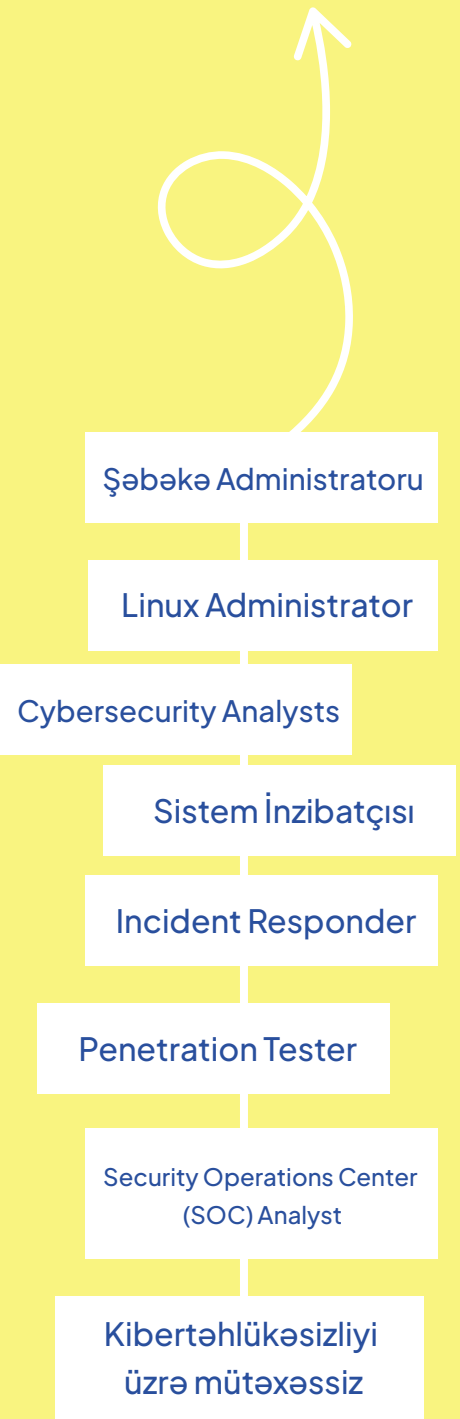 Şəbəkə Administratoru
Linux Administrator
Cybersecurity Analysts
Sistem İnzibatçısı
Incident Responder
Penetration Tester
Security Operations Center
(SOC) Analyst
Kibertəhlükəsizliyi
üzrə mütəxəssiz